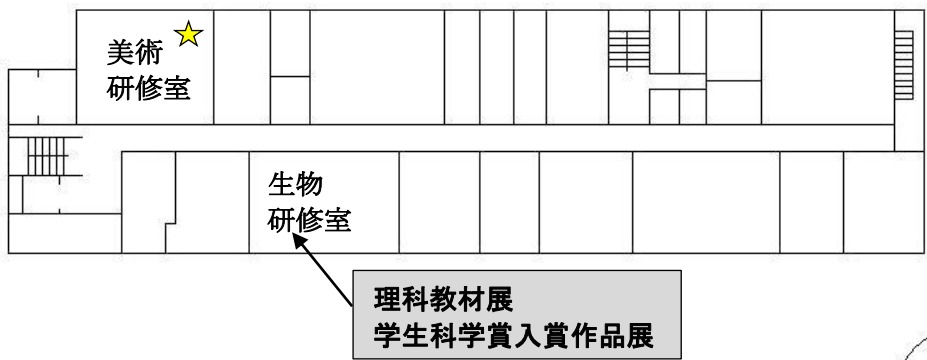 美術
研修室
生物
研修室
理科教材展
学生科学賞入賞作品展